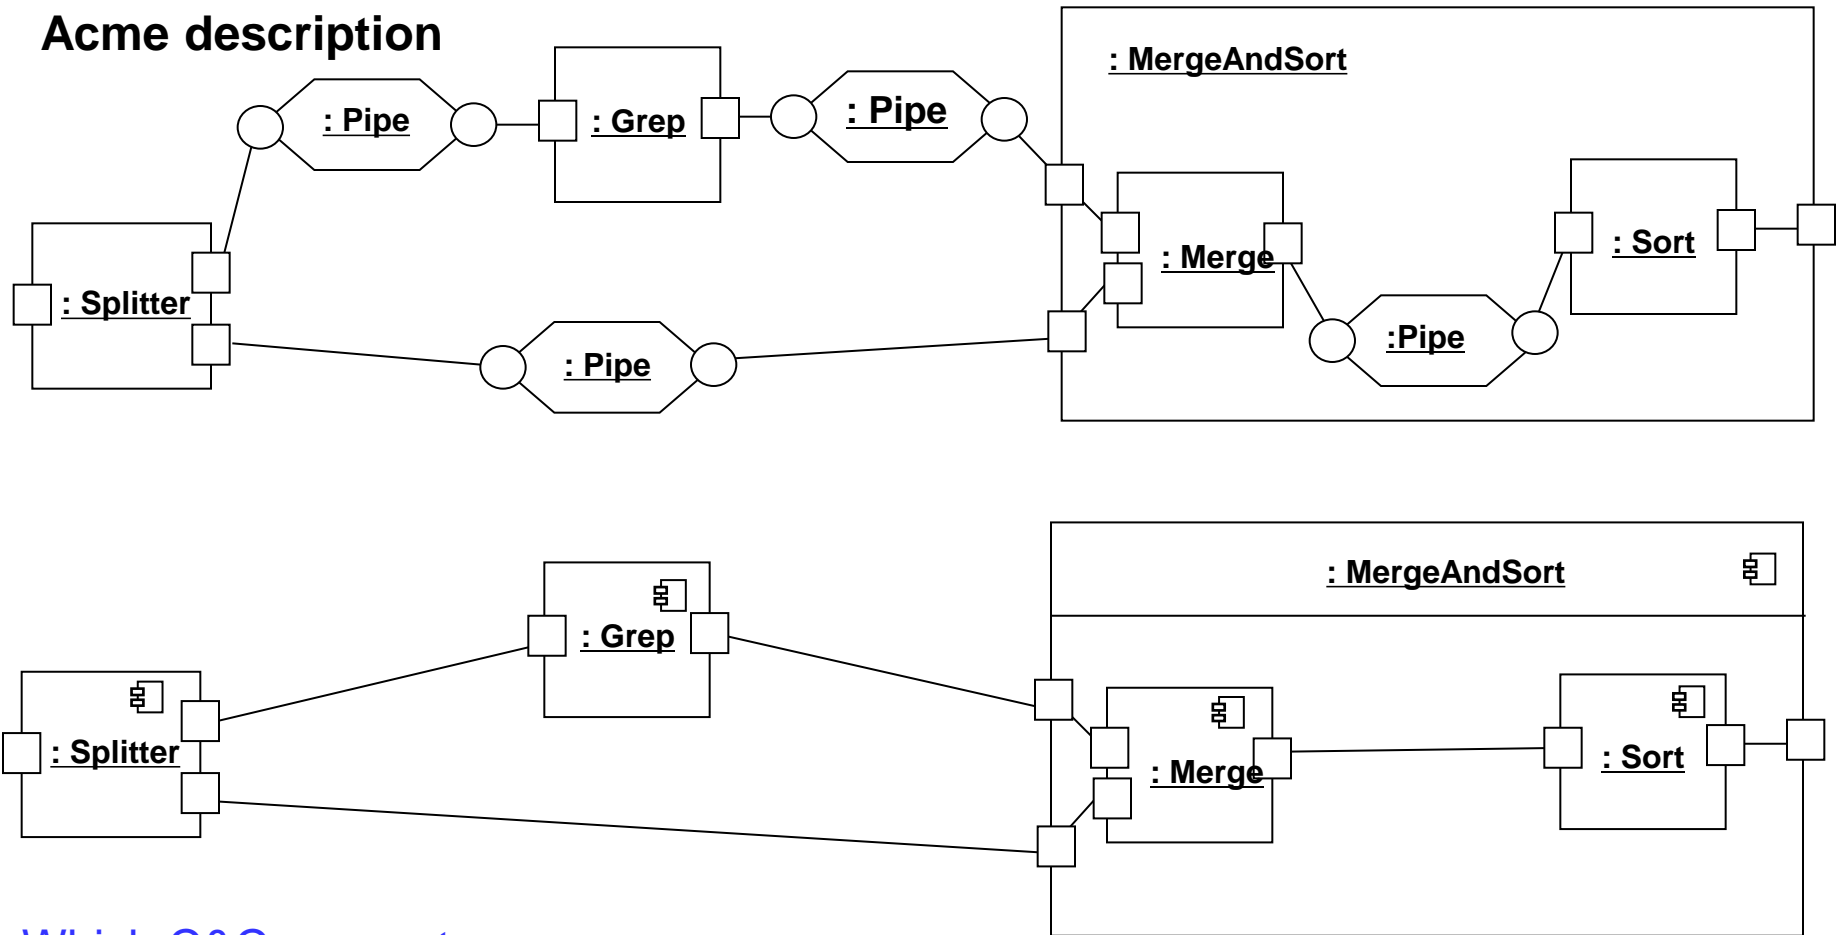 Acme description
: MergeAndSort
: Pipe
: Grep
: Pipe
: Merge
: Sort
: Splitter
:Pipe
: Pipe
: MergeAndSort
: Grep
: Splitter
: Merge
: Sort